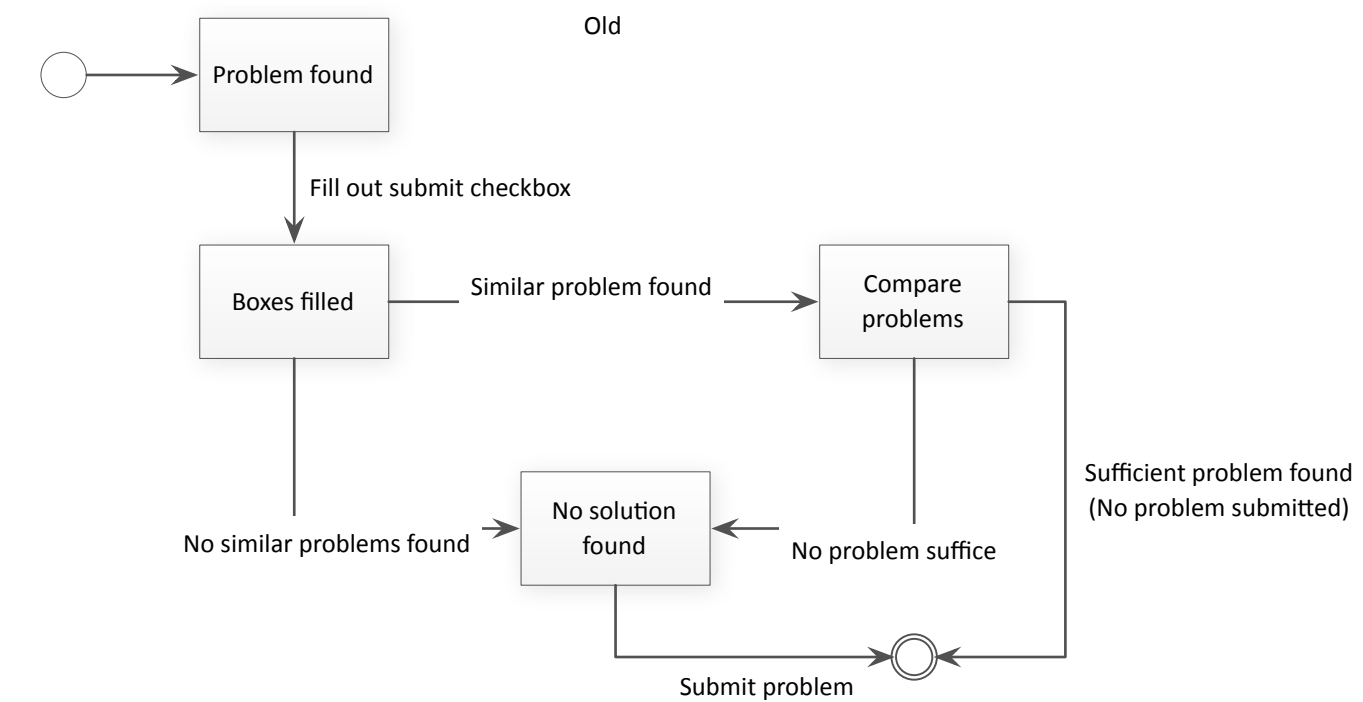 Old
Problem found
Fill out submit checkbox
Boxes filled
Similar problem found
Compare
problems
Sufficient problem found
(No problem submitted)
No solution
found
No similar problems found
No problem suffice
Submit problem